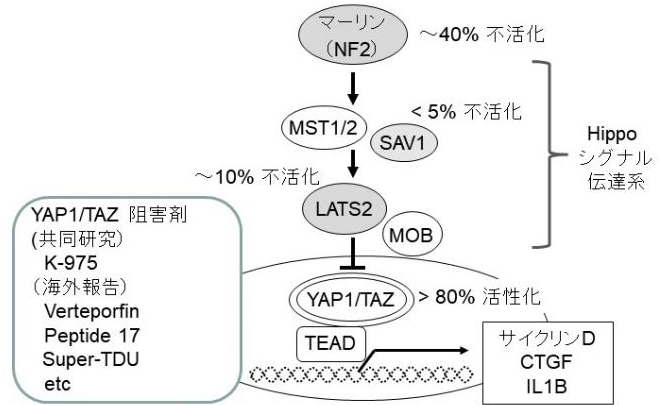 マーリン
(NF2)
～40% 不活化
MST1/2
< 5% 不活化
SAV1
Hippo
シグナル
伝達系
～10% 不活化
LATS2
MOB
YAP1/TAZ 阻害剤
(共同研究)
K-975
(海外報告)
Verteporfin
Peptide 17
Super-TDU
etc
YAP1/TAZ
> 80% 活性化
TEAD
サイクリンD
CTGF
IL1B